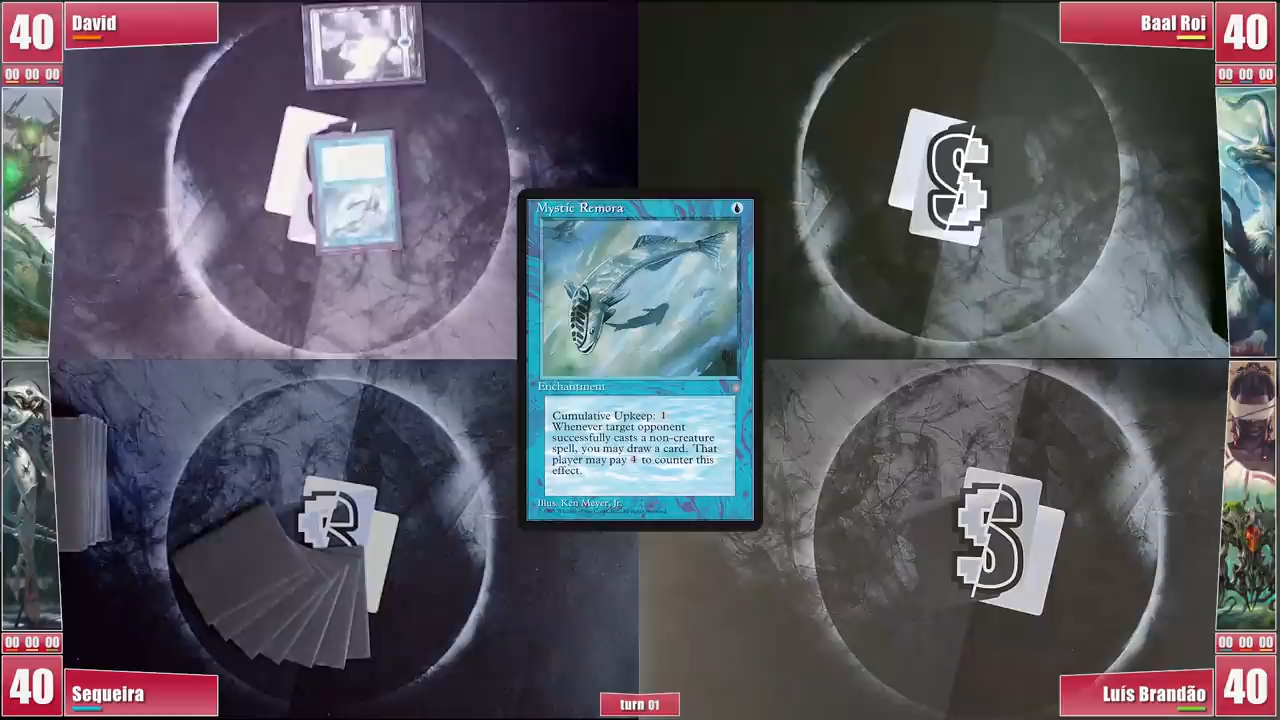 40
David
00 00 00
Baal Roi
40
00 00 00
Mystic Remora
Enchantment
Cumulative Upkeep: 1
Whenever target opponent
successfully casts a non-creature
spell, you may draw a card. That
player may pay 4 to counter this
effect.
Illus. Ken Meyer, Jr.
00 00 00
40
Sequeira
turn 01
00 00 00
Luís Brandão
40